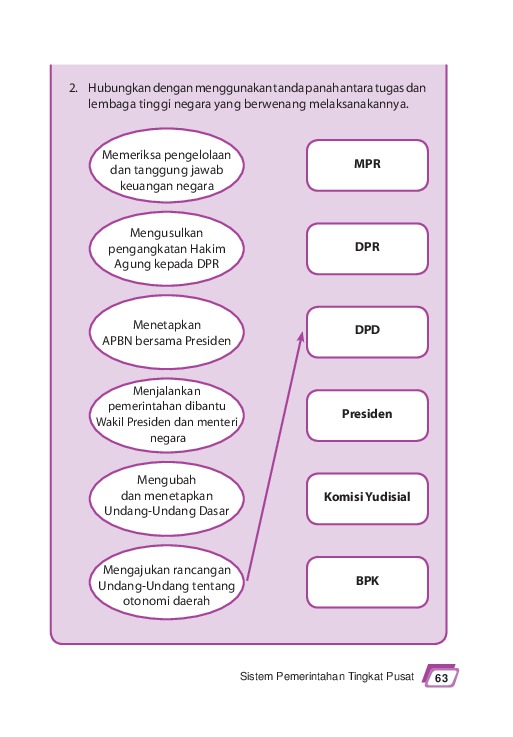 2. Hubungkan dengan menggunakan tanda panah antara tugas dan
lembaga tinggi negara yang berwenang melaksanakannya.
Memeriksa pengelolaan
dan tanggung jawab
keuangan negara
MPR
Mengusulkan
pengangkatan Hakim
Agung kepada DPR
DPR
Menetapkan
APBN bersama Presiden
DPD
Menjalankan
pemerintahan dibantu
Wakil Presiden dan menteri
negara
Presiden
Mengubah
dan menetapkan
Undang-Undang Dasar
Komisi Yudisial
Mengajukan rancangan
Undang-Undang tentang
otonomi daerah
BPK
Sistem Pemerintahan Tingkat Pusat 63